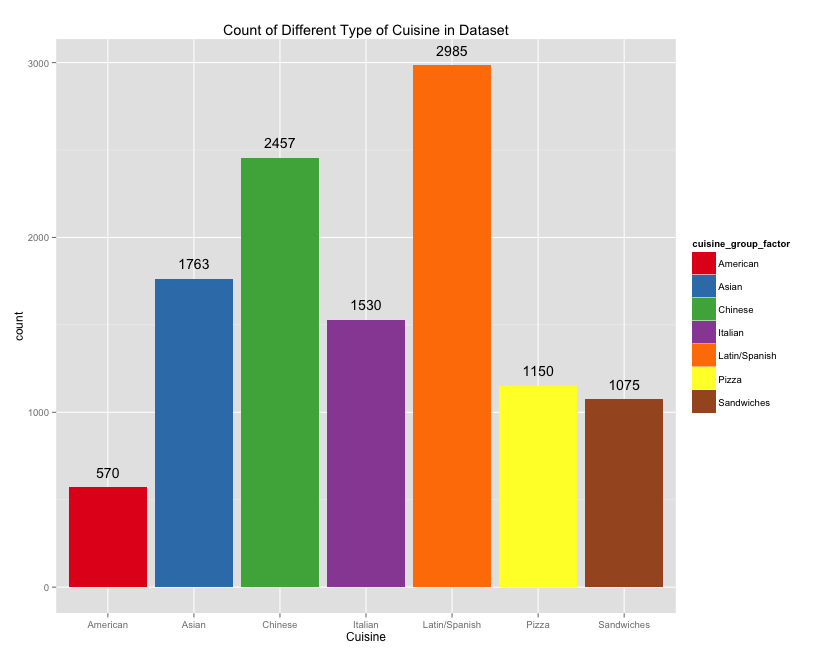 Count of Different Type of Cuisine in Dataset
2985
3000
2457
2000
1763
1530
1150
1075
1000
570
0
count
American Asian Chinese Italian Latin/Spanish Pizza Sandwiches
Cuisine
cuisine_group_factor
American
Asian
Chinese
Italian
Latin/Spanish
Pizza
Sandwiches